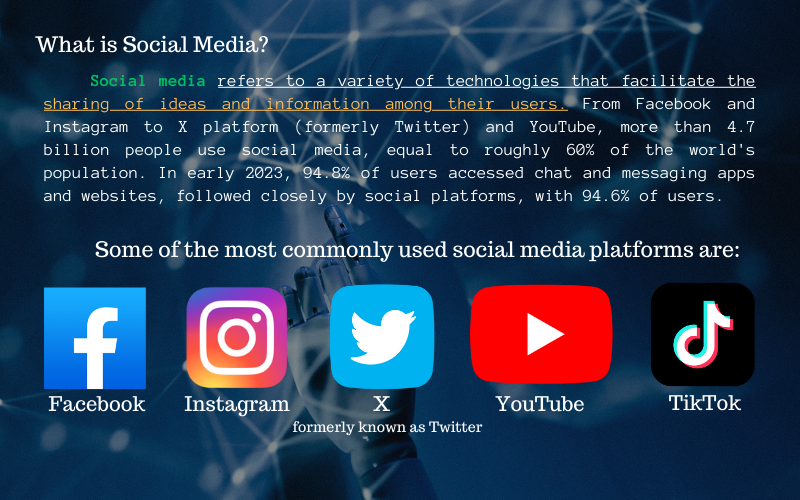 What is Social Media?
Social media refers to a variety of technologies that facilitate the
sharing of ideas and information among their users. From Facebook and
Instagram to X platform (formerly Twitter) and YouTube, more than 4.7
billion people use social media, equal to roughly 60% of the world's
population. In early 2023, 94.8% of users accessed chat and messaging apps
and websites, followed closely by social platforms, with 94.6% of users.
Some of the most commonly used social media platforms are:
Facebook
Instagram
X
formerly known as Twitter
YouTube
TikTok